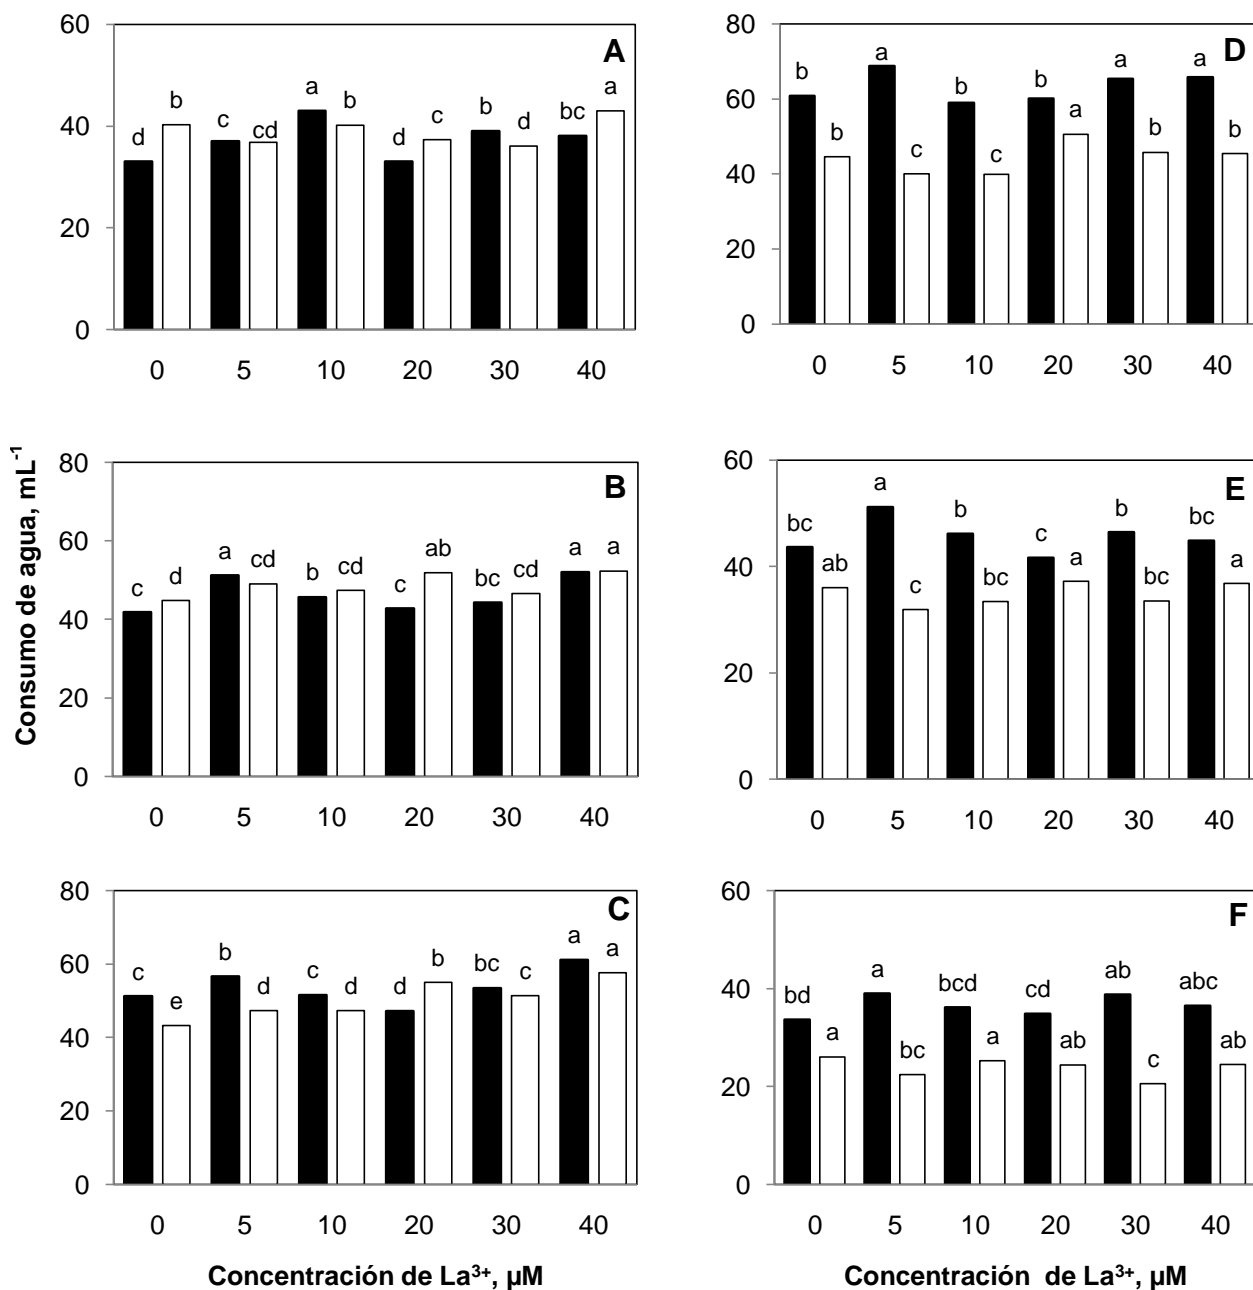 Consumo de agua, mL⁻¹
A
60
40
20
0
d b c cd a b d c b d bc a
0 5 10 20 30 40
D
80
60
40
20
0
b b a c b c b a a b a b
0 5 10 20 30 40
B
80
60
40
20
0
c d a cd b cd c ab bc cd a a
0 5 10 20 30 40
E
60
40
20
0
bc ab a c b bc c a b bc bc a
0 5 10 20 30 40
C
80
60
40
20
0
c e b d c d d b bc c a a
0 5 10 20 30 40
Concentración de La³⁺, µM
F
60
40
20
0
bd a a bc bcd a cd ab ab c abc ab
0 5 10 20 30 40
Concentración de La³⁺, µM